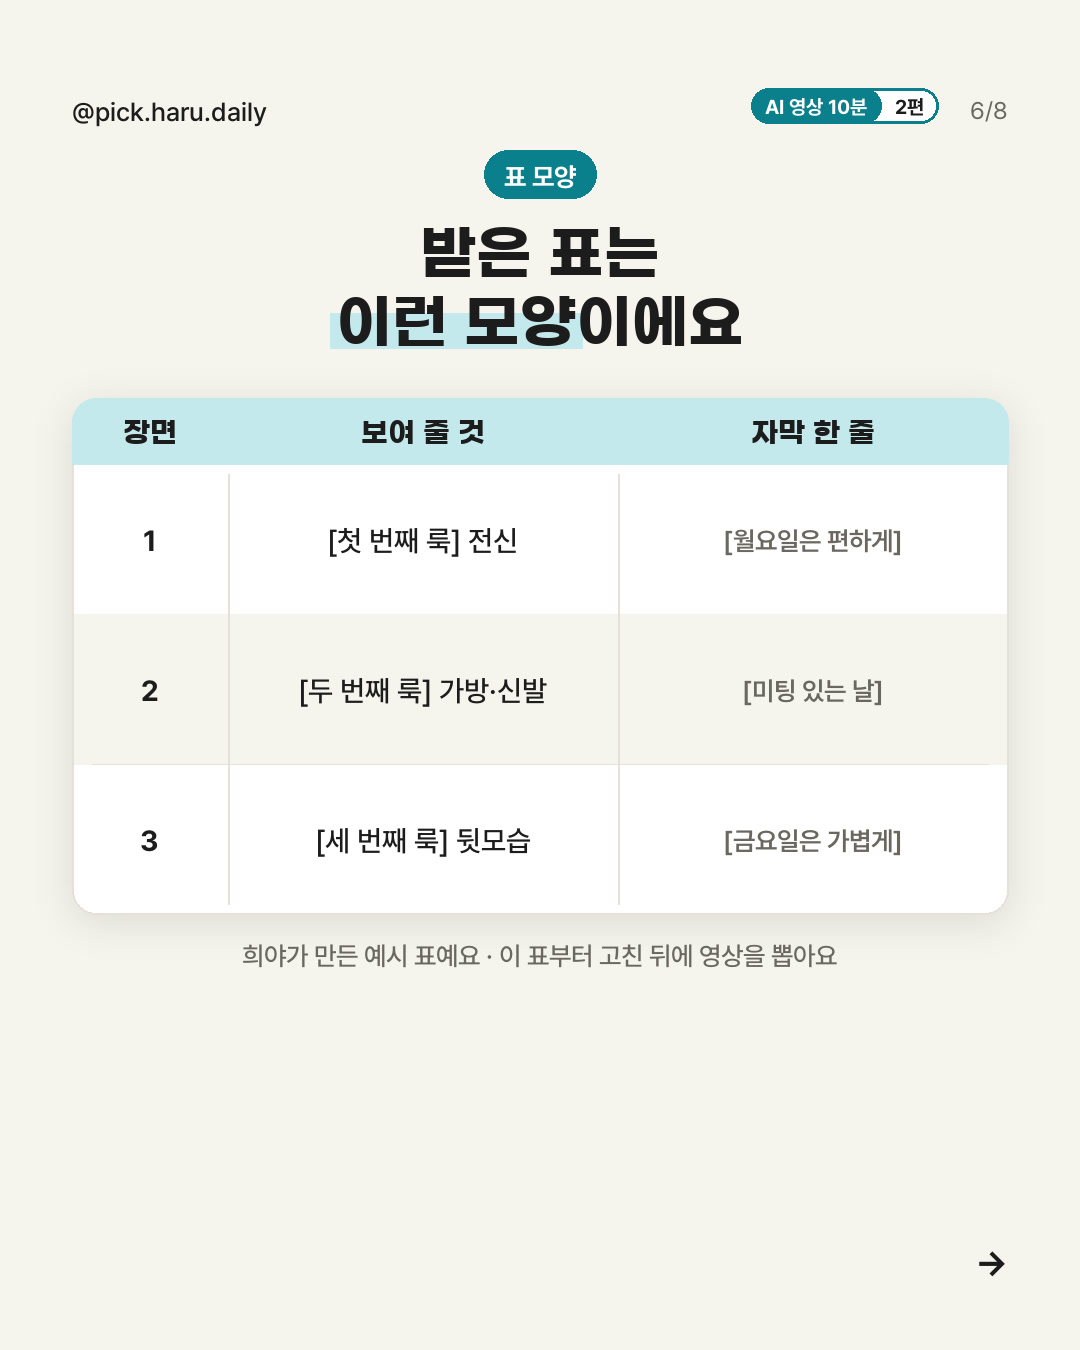 @pick.haru.daily
AI 영상 10분 2편 6/8
표 모양
받은 표는
이런 모양이에요
장면 보여 줄 것 자막 한 줄
1 [첫 번째 룩] 전신 [월요일은 편하게]
2 [두 번째 룩] 가방·신발 [미팅 있는 날]
3 [세 번째 룩] 뒷모습 [금요일은 가볍게]
희야가 만든 예시 표예요 · 이 표부터 고친 뒤에 영상을 뽑아요
→